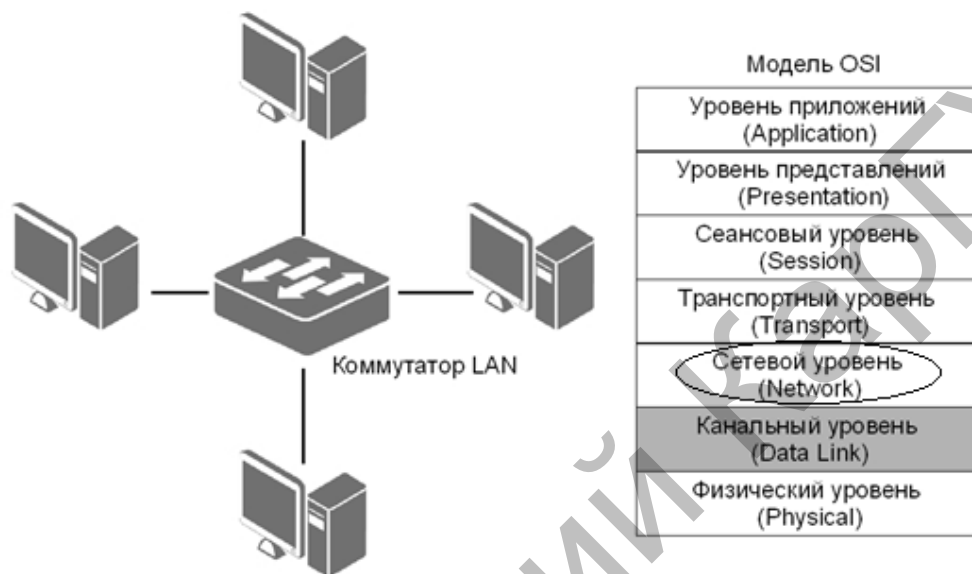 Модель OSI
Уровень приложений
(Application)
Уровень представлений
(Presentation)
Сеансовый уровень
(Session)
Транспортный уровень
(Transport)
Сетевой уровень
(Network)
Канальный уровень
(Data Link)
Физический уровень
(Physical)
Коммутатор LAN